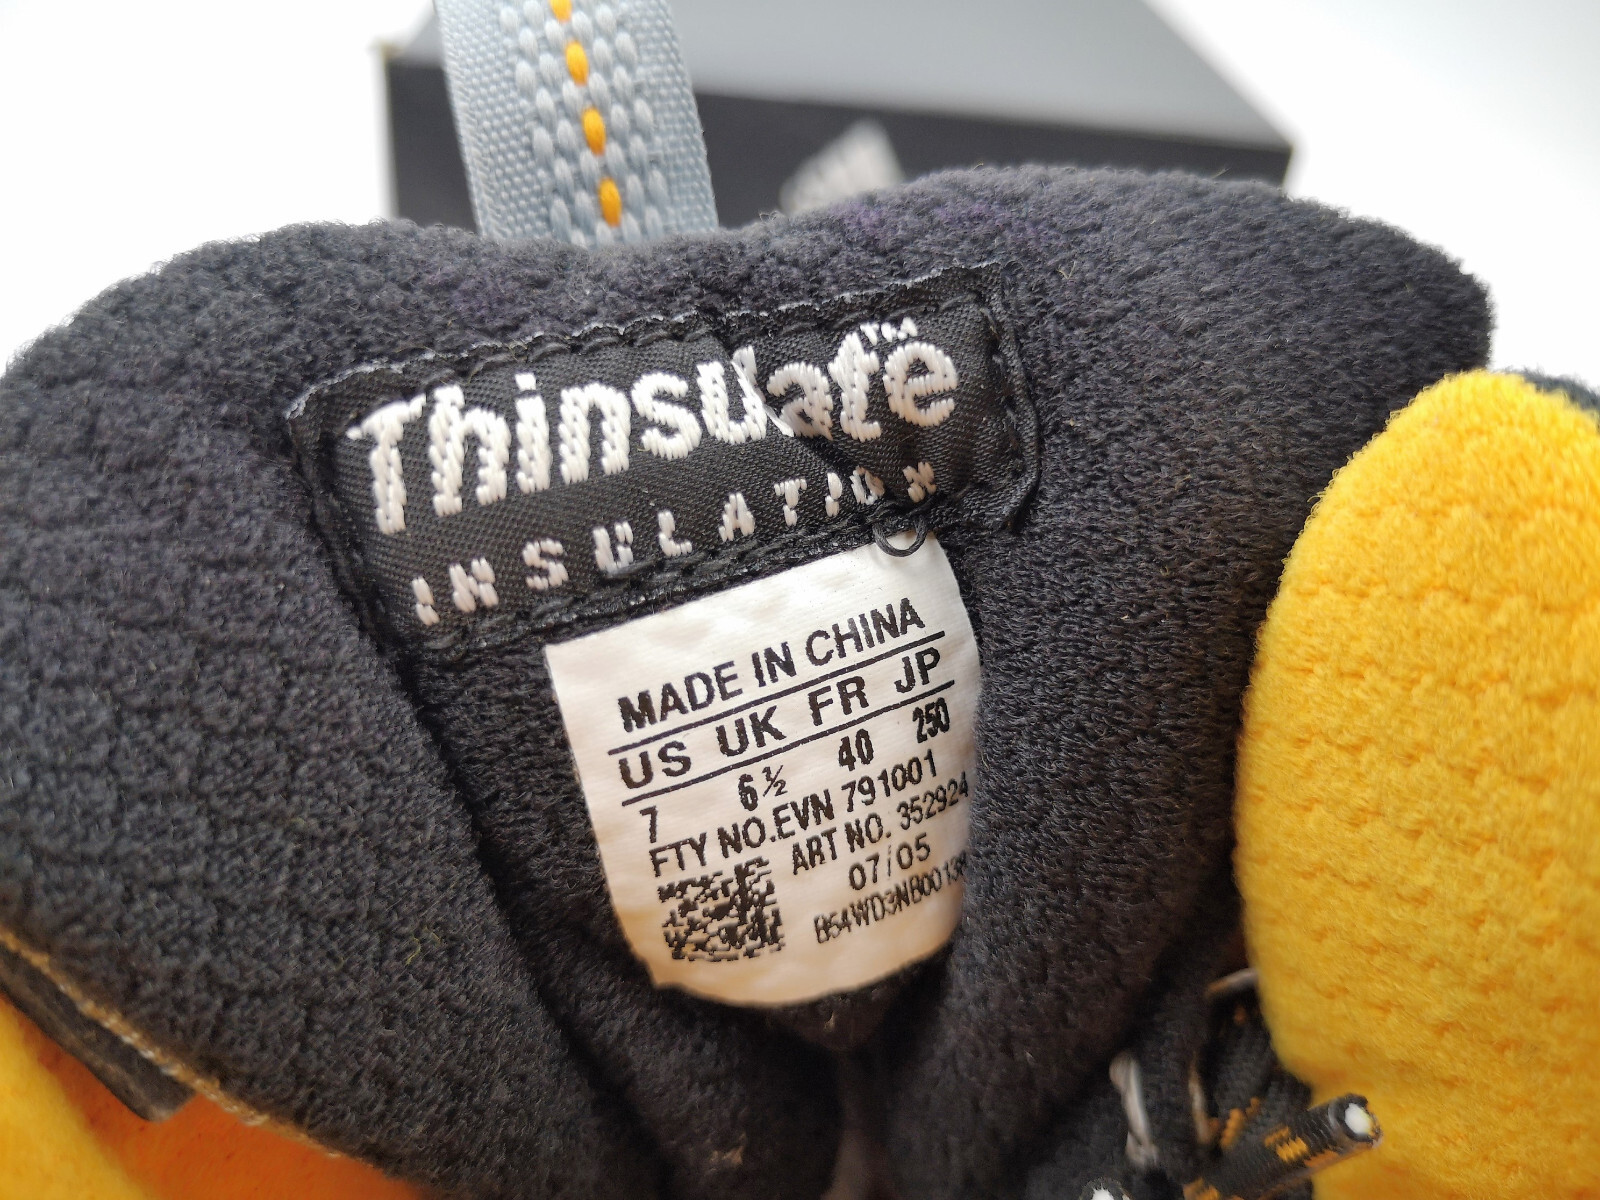 Thinsulate™
INSULATION
MADE IN CHINA
US UK FR JP
7 6½ 40 250
FTY NO.EVN 791001
ART NO. 352924
07/05